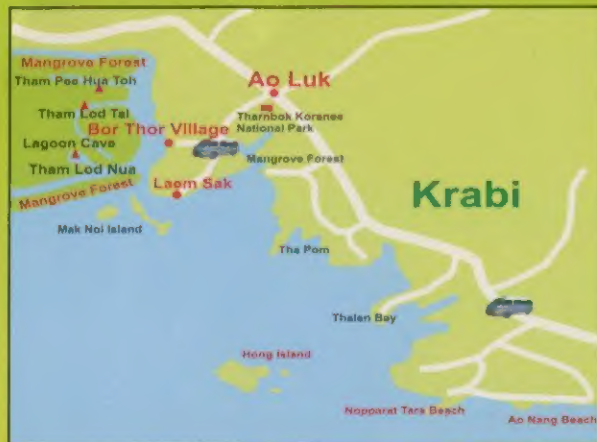 Mangrove Forest
Tham Pee Hua Toh
Tham Lod Tai
Lagoon Cave
Tham Lod Nua
Mangrove Forest
Ao Luk
Tharnbok Koranee
National Park
Bor Thor Village
Mangrove Forest
Laem Sak
Krabi
Mak Noi Island
Tha Pom
Thalen Bay
Hong Island
Nopparat Tara Beach
Ao Nang Beach